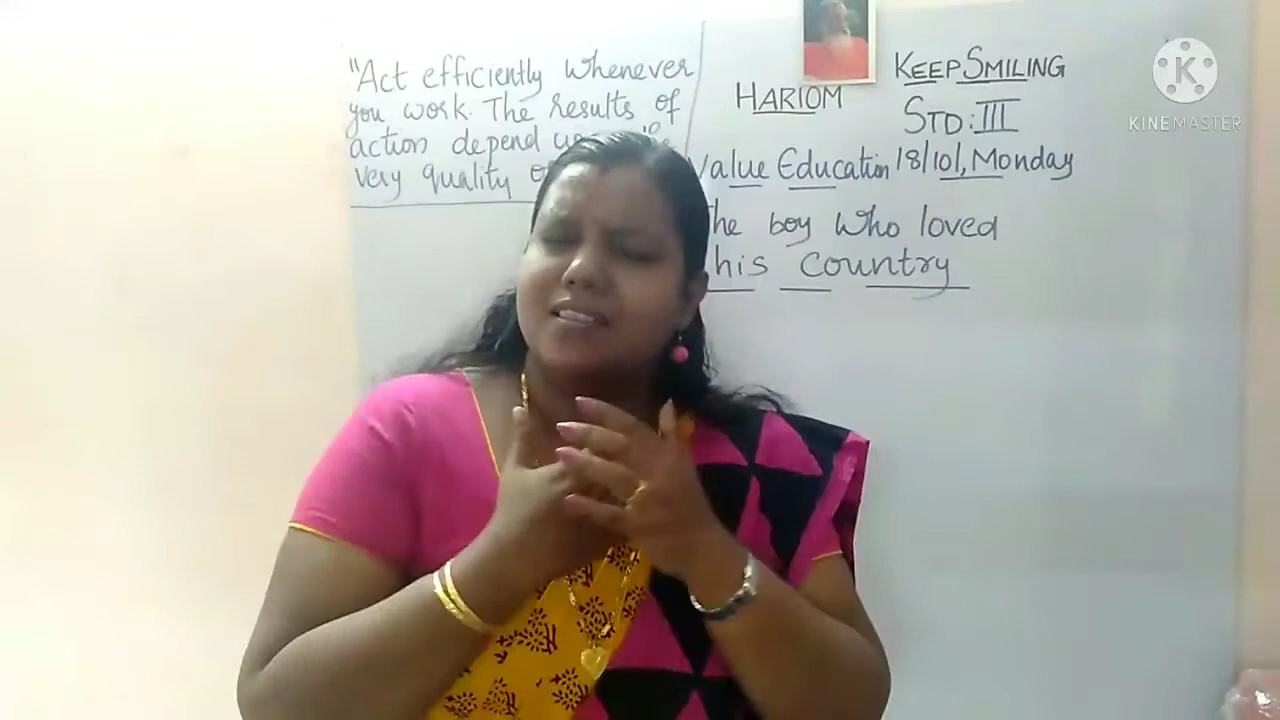 "Act efficiently whenever
you work. The results of
action depend
very quality
HARIOM
KEEP SMILING
STD: III
Value Education 18/10/, Monday
The boy who loved
his country
KINEMASTER